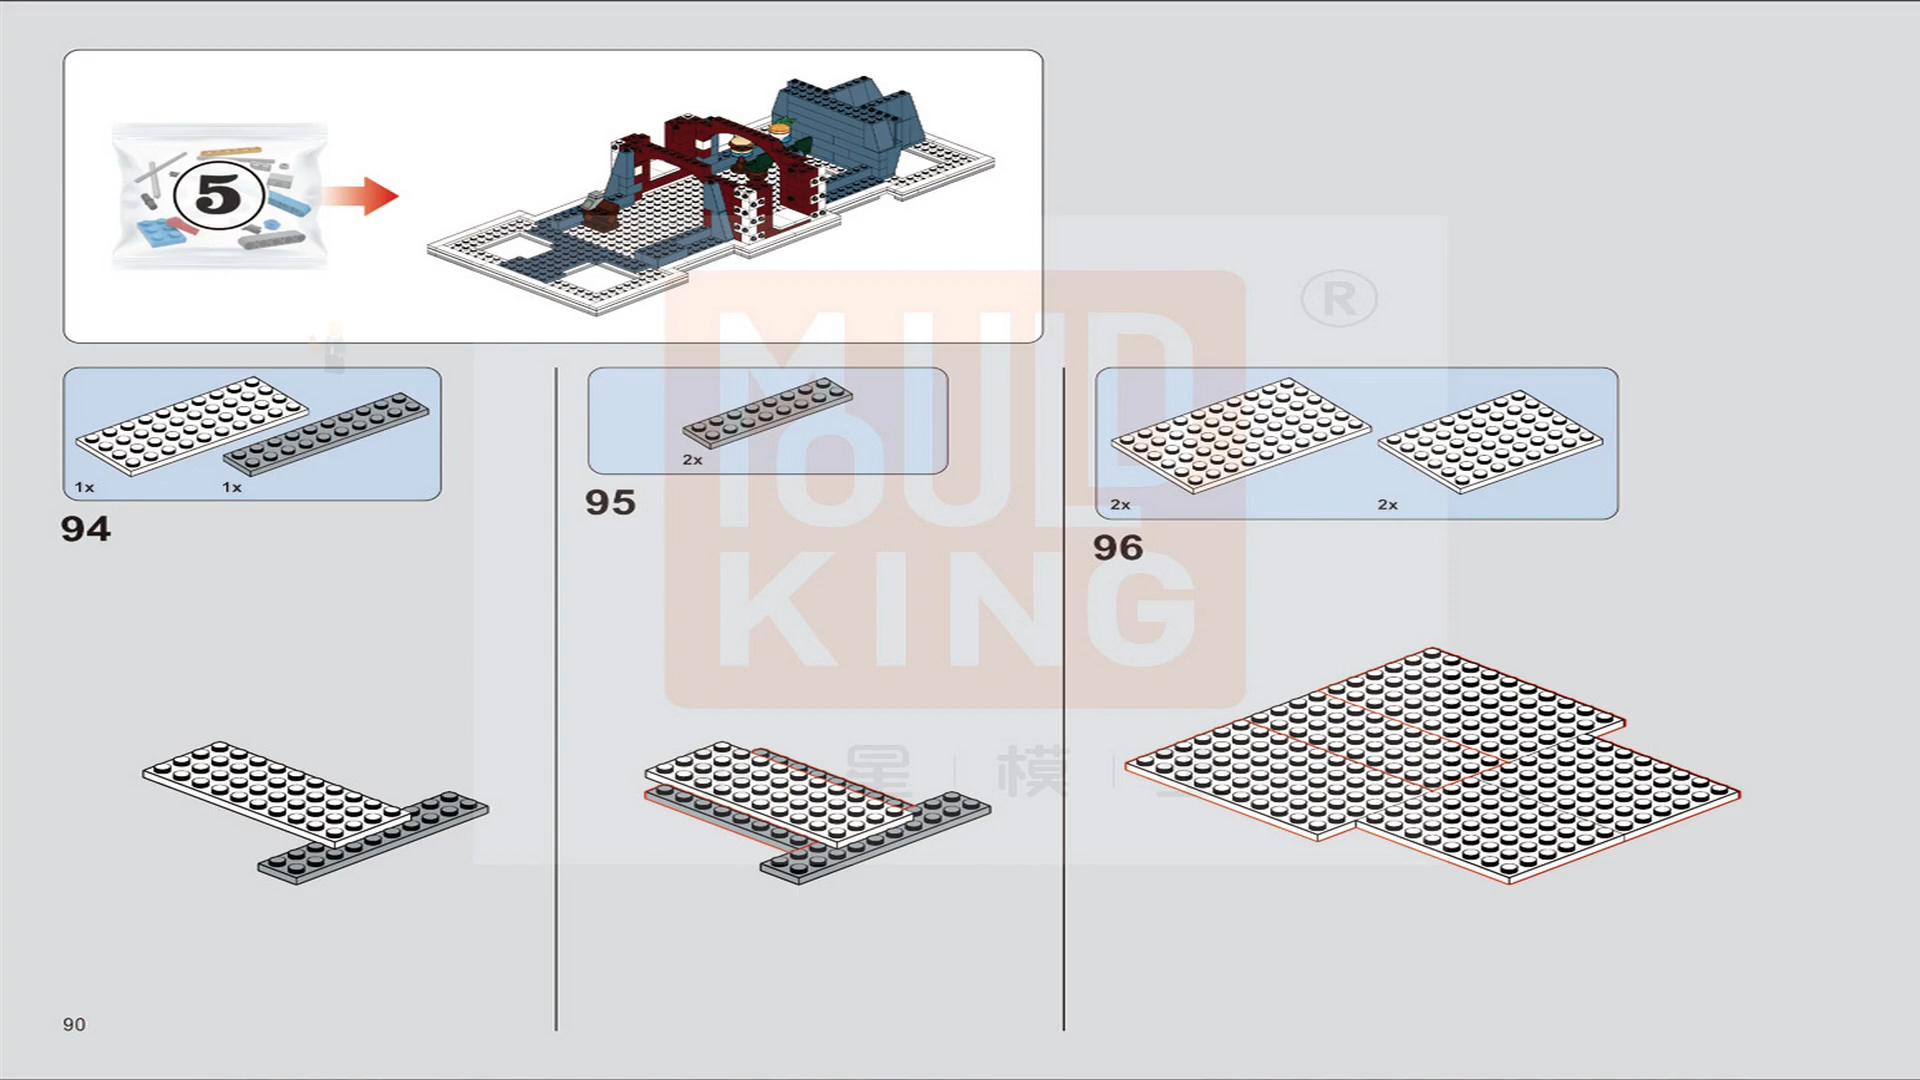 5
1x 1x
94
2x
95
2x 2x
96
MOULD
KING
®
星 | 模 |
90